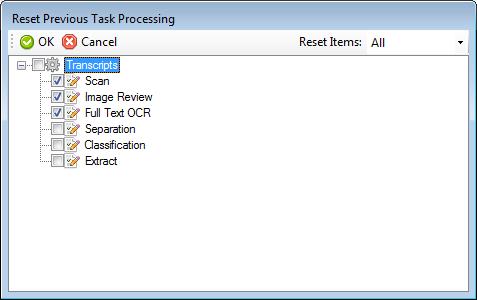 Reset Previous Task Processing
OK Cancel Reset Items: All
Transcripts
Scan
Image Review
Full Text OCR
Separation
Classification
Extract